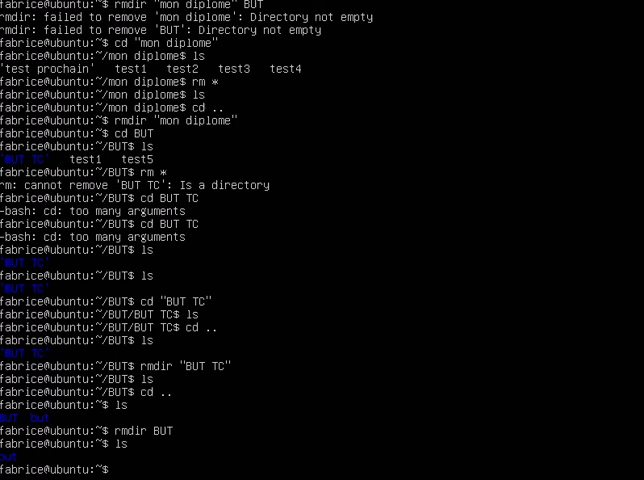 fabrice@ubuntu:~$ rmdir "mon diplome" BUT
rmdir: failed to remove 'mon diplome': Directory not empty
rmdir: failed to remove 'BUT': Directory not empty
fabrice@ubuntu:~$ cd "mon diplome"
fabrice@ubuntu:~/mon diplome$ ls
'test prochain'   test1   test2   test3   test4
fabrice@ubuntu:~/mon diplome$ rm *
fabrice@ubuntu:~/mon diplome$ ls
fabrice@ubuntu:~/mon diplome$ cd ..
fabrice@ubuntu:~$ rmdir "mon diplome"
fabrice@ubuntu:~$ cd BUT
fabrice@ubuntu:~/BUT$ ls
'BUT TC'   test1   test5
fabrice@ubuntu:~/BUT$ rm *
rm: cannot remove 'BUT TC': Is a directory
fabrice@ubuntu:~/BUT$ cd BUT TC
-bash: cd: too many arguments
fabrice@ubuntu:~/BUT$ cd BUT TC
-bash: cd: too many arguments
fabrice@ubuntu:~/BUT$ ls
'BUT TC'
fabrice@ubuntu:~/BUT$ ls
'BUT TC'
fabrice@ubuntu:~/BUT$ cd "BUT TC"
fabrice@ubuntu:~/BUT/BUT TC$ ls
fabrice@ubuntu:~/BUT/BUT TC$ cd ..
fabrice@ubuntu:~/BUT$ ls
'BUT TC'
fabrice@ubuntu:~/BUT$ rmdir "BUT TC"
fabrice@ubuntu:~/BUT$ ls
fabrice@ubuntu:~/BUT$ cd ..
fabrice@ubuntu:~$ ls
BUT  but
fabrice@ubuntu:~$ rmdir BUT
fabrice@ubuntu:~$ ls
but
fabrice@ubuntu:~$